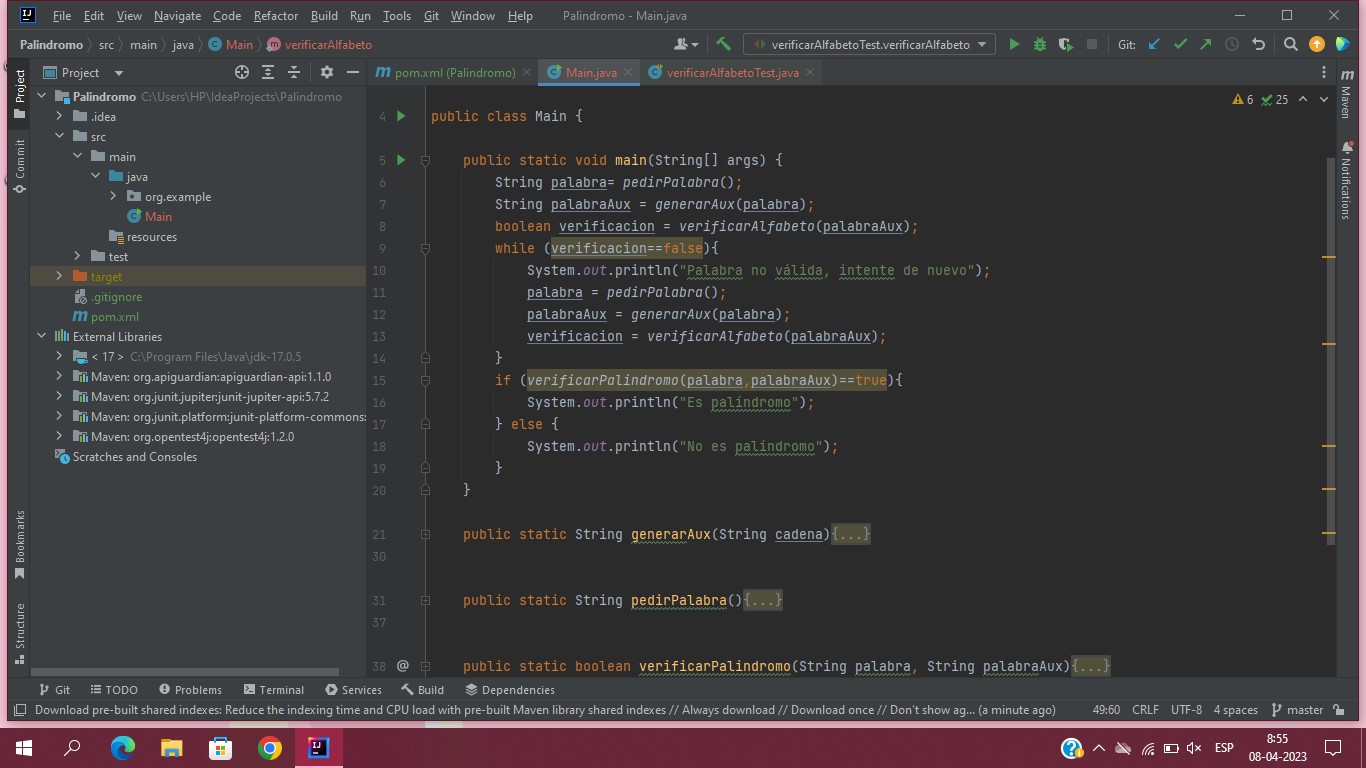 File Edit View Navigate Code Refactor Build Run Tools Git Window Help Palindromo - Main.java
Palindromo src main java Main verificarAlfabeto verificarAlfabetoTest.verificarAlfabeto Git:
Project pom.xml (Palindromo) Main.java verificarAlfabetoTest.java
Project
Commit
Bookmarks
Structure
Palindromo C:\Users\HP\IdeaProjects\Palindromo
.idea
src
main
java
org.example
Main
resources
test
target
.gitignore
pom.xml
External Libraries
< 17 > C:\Program Files\Java\jdk-17.0.5
Maven: org.apiguardian:apiguardian-api:1.1.0
Maven: org.junit.jupiter:junit-jupiter-api:5.7.2
Maven: org.junit.platform:junit-platform-commons:
Maven: org.opentest4j:opentest4j:1.2.0
Scratches and Consoles
6 25
4 public class Main {
5 public static void main(String[] args) {
6 String palabra= pedirPalabra();
7 String palabraAux = generarAux(palabra);
8 boolean verificacion = verificarAlfabeto(palabraAux);
9 while (verificacion==false){
10 System.out.println("Palabra no válida, intente de nuevo");
11 palabra = pedirPalabra();
12 palabraAux = generarAux(palabra);
13 verificacion = verificarAlfabeto(palabraAux);
14 }
15 if (verificarPalindromo(palabra,palabraAux)==true){
16 System.out.println("Es palíndromo");
17 } else {
18 System.out.println("No es palíndromo");
19 }
20 }
21 public static String generarAux(String cadena){...}
30
31 public static String pedirPalabra(){...}
37
38 @ public static boolean verificarPalindromo(String palabra, String palabraAux){...}
Maven
Notifications
Git TODO Problems Terminal Services Build Dependencies
Download pre-built shared indexes: Reduce the indexing time and CPU load with pre-built Maven library shared indexes // Always download // Download once // Don't show ag... (a minute ago) 49:60 CRLF UTF-8 4 spaces master
ESP
8:55
08-04-2023